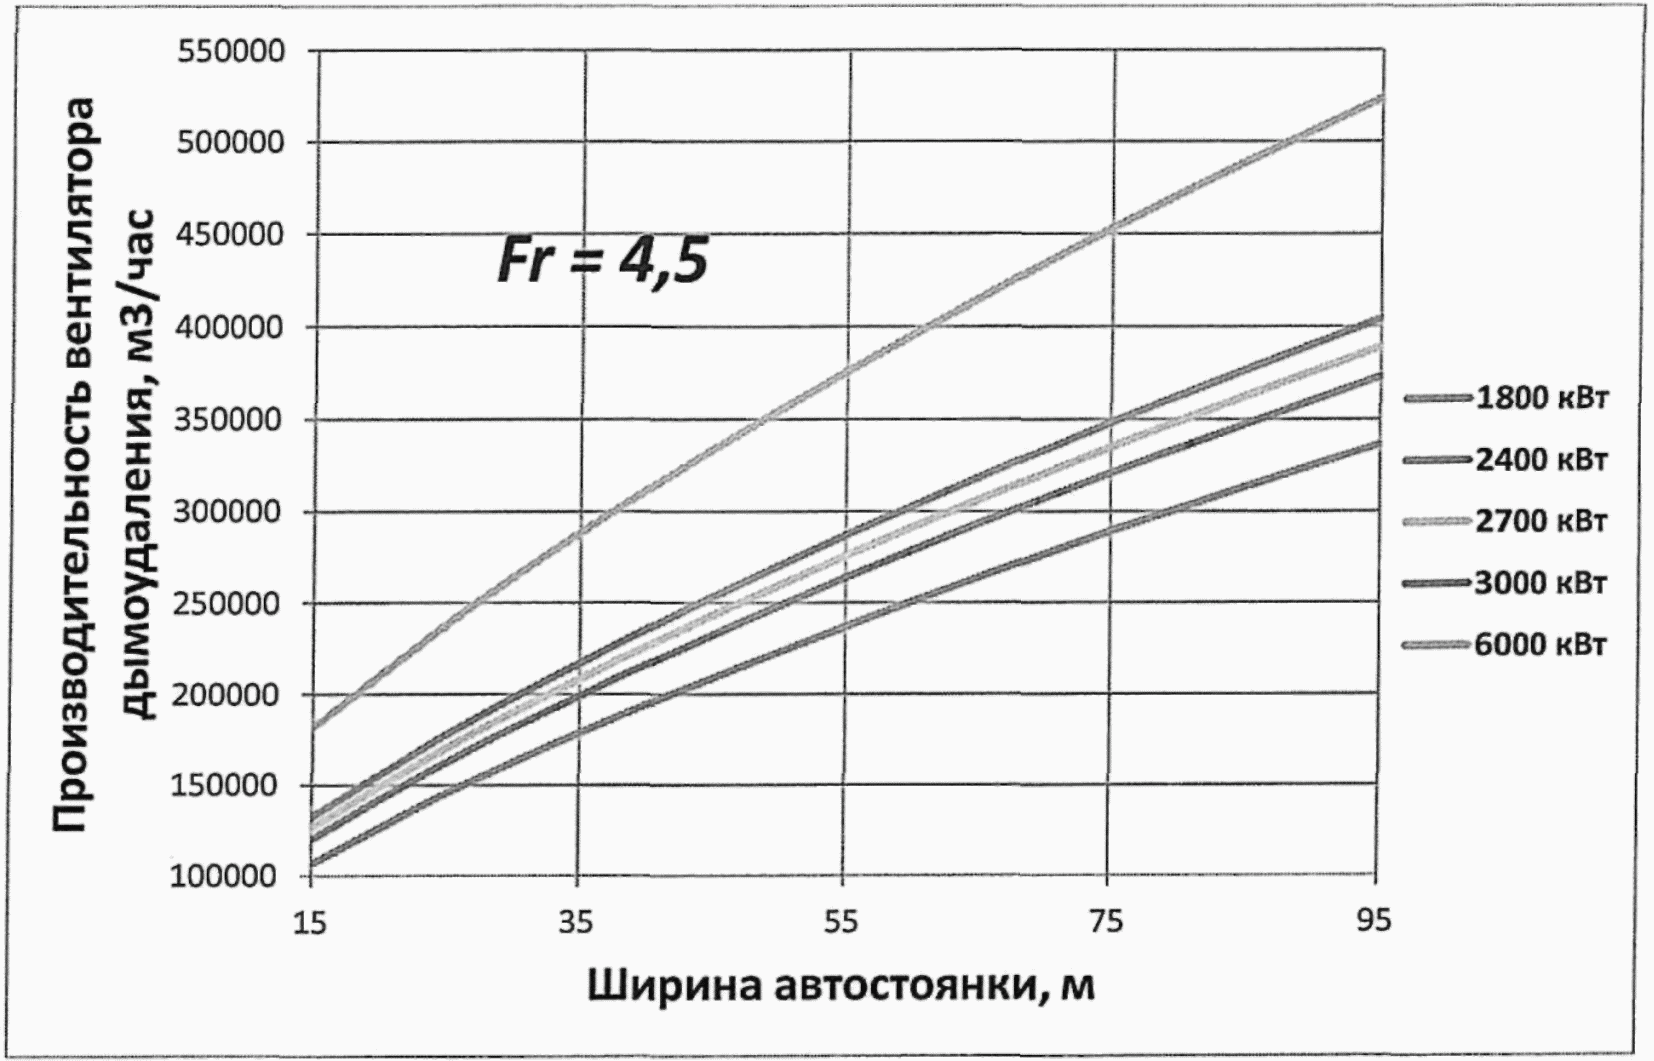 Производительность вентилятора
дымоудаления, м3/час
550000
500000
450000
400000
350000
300000
250000
200000
150000
100000
Fr = 4,5
1800 кВт
2400 кВт
2700 кВт
3000 кВт
6000 кВт
15
35
55
75
95
Ширина автостоянки, м